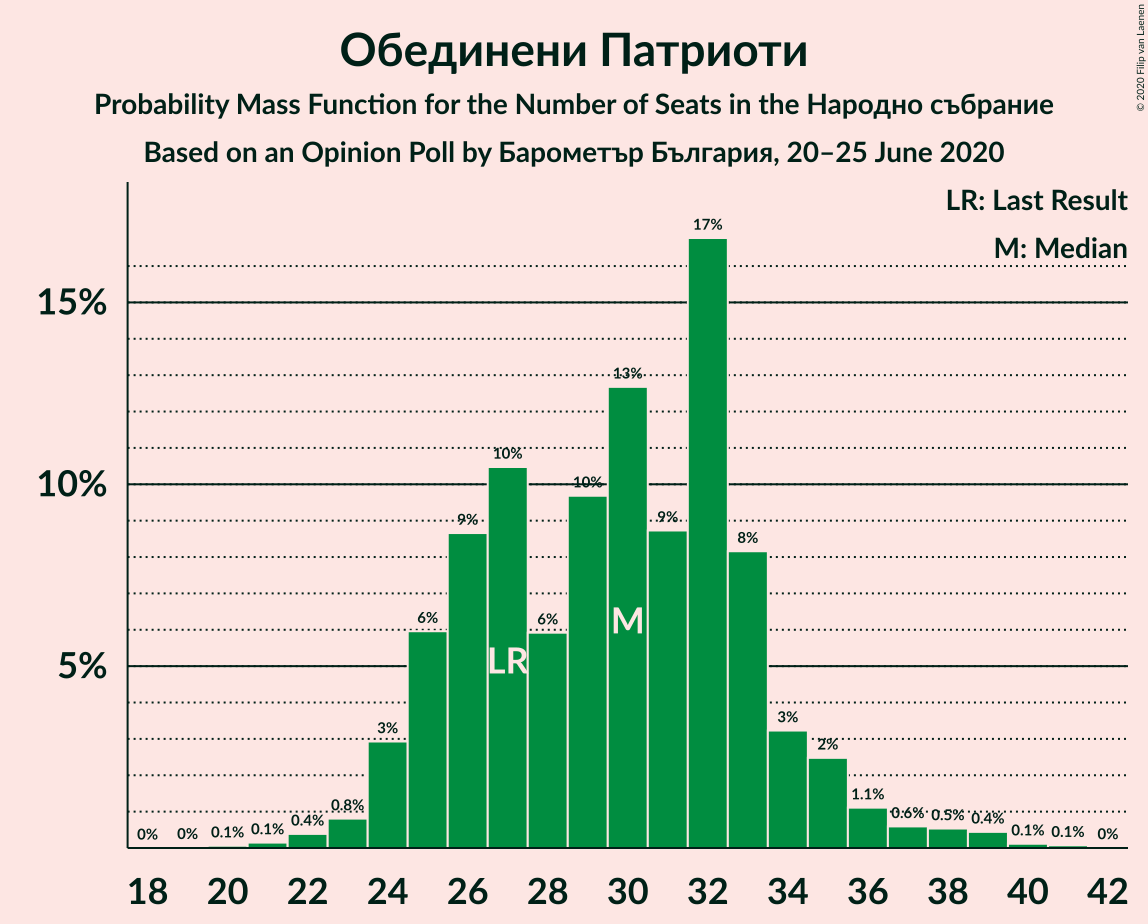 Обединени Патриоти
Probability Mass Function for the Number of Seats in the Народно събрание
Based on an Opinion Poll by Барометър България, 20–25 June 2020
© 2020 Filip van Laenen
LR: Last Result
M: Median
15%
10%
5%
0% 0% 0.1% 0.1% 0.4% 0.8% 3% 6% 9% 10% 6% 10% 13% 9% 17% 8% 3% 2% 1.1% 0.6% 0.5% 0.4% 0.1% 0.1% 0%
LR M
18 20 22 24 26 28 30 32 34 36 38 40 42